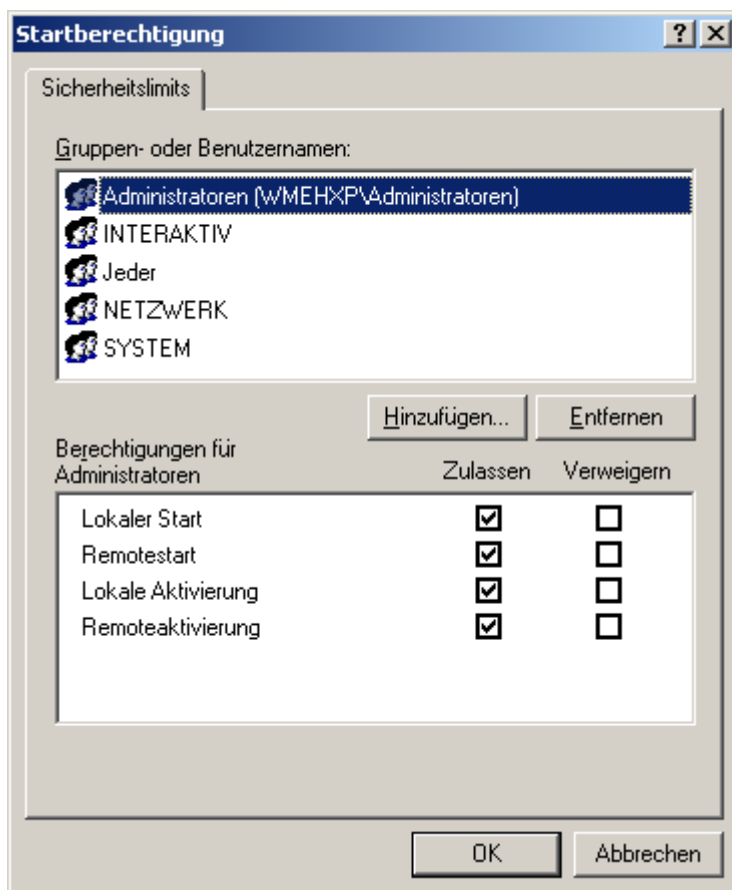 Startberechtigung
Sicherheitslimits
Gruppen- oder Benutzernamen:
Administratoren (WMEHXP\Administratoren)
INTERAKTIV
Jeder
NETZWERK
SYSTEM
Hinzufügen... Entfernen
Berechtigungen für
Administratoren Zulassen Verweigern
Lokaler Start
Remotestart
Lokale Aktivierung
Remoteaktivierung
OK Abbrechen